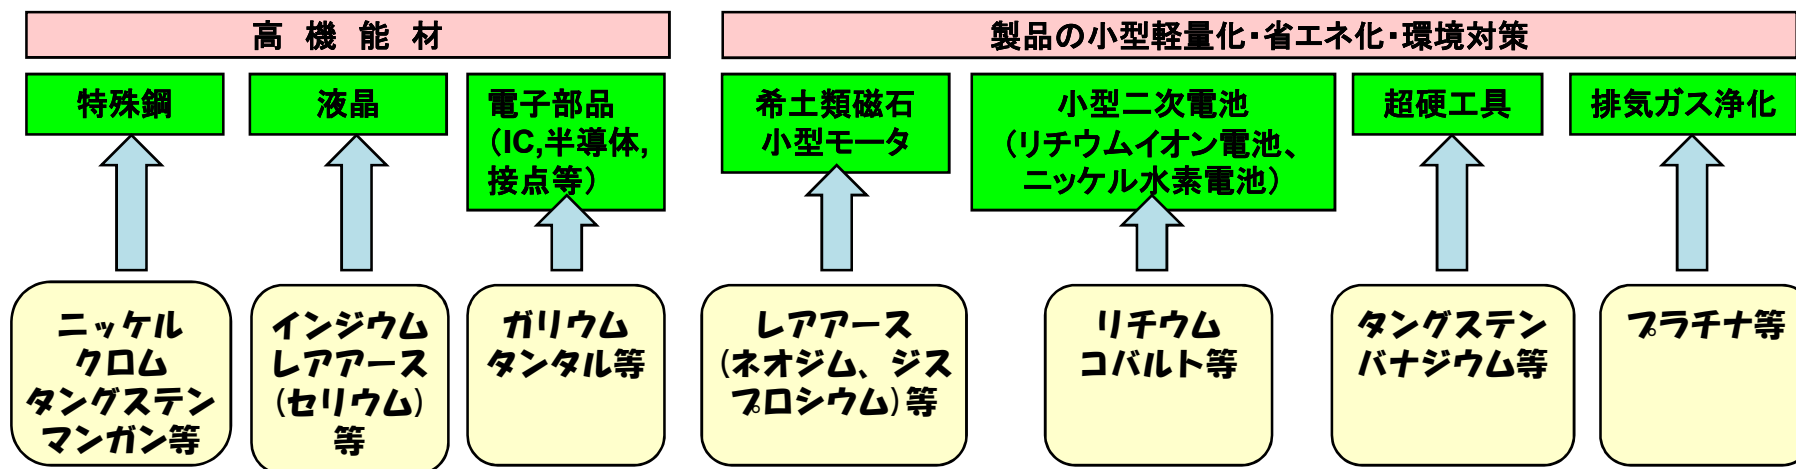 高機能材
製品の小型軽量化・省エネ化・環境対策
特殊鋼
液晶
電子部品
（IC,半導体,
接点等）
希土類磁石
小型モータ
小型二次電池
（リチウムイオン電池、
ニッケル水素電池）
超硬工具
排気ガス浄化
ニッケル
クロム
タングステン
マンガン等
インジウム
レアアース
（セリウム）
等
ガリウム
タンタル等
レアアース
（ネオジム、ジス
プロシウム）等
リチウム
コバルト等
タングステン
バナジウム等
プラチナ等